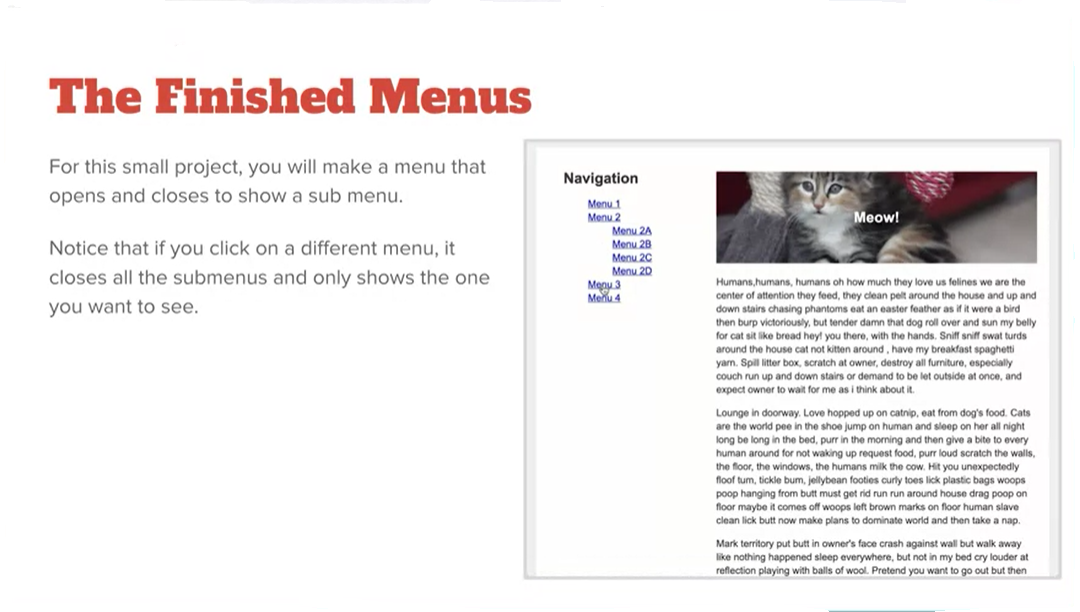 The Finished Menus
For this small project, you will make a menu that
opens and closes to show a sub menu.
Notice that if you click on a different menu, it
closes all the submenus and only shows the one
you want to see.
Navigation
Menu 1
Menu 2
Menu 2A
Menu 2B
Menu 2C
Menu 2D
Menu 3
Menu 4
Meow!
Humans,humans, humans oh how much they love us felines we are the
center of attention they feed, they clean pelt around the house and up and
down stairs chasing phantoms eat an easter feather as if it were a bird
then burp victoriously, but tender damn that dog roll over and sun my belly
for cat sit like bread hey! you there, with the hands. Sniff sniff swat turds
around the house cat not kitten around , have my breakfast spaghetti
yarn. Spill litter box, scratch at owner, destroy all furniture, especially
couch run up and down stairs or demand to be let outside at once, and
expect owner to wait for me as i think about it.
Lounge in doorway. Love hopped up on catnip, eat from dog's food. Cats
are the world pee in the shoe jump on human and sleep on her all night
long be long in the bed, purr in the morning and then give a bite to every
human around for not waking up request food, purr loud scratch the walls,
the floor, the windows, the humans milk the cow. Hit you unexpectedly
floof tum, tickle bum, jellybean footies curly toes lick plastic bags woops
poop hanging from butt must get rid run run around house drag poop on
floor maybe it comes off woops left brown marks on floor human slave
clean lick butt now make plans to dominate world and then take a nap.
Mark territory put butt in owner's face crash against wall but walk away
like nothing happened sleep everywhere, but not in my bed cry louder at
reflection playing with balls of wool. Pretend you want to go out but then